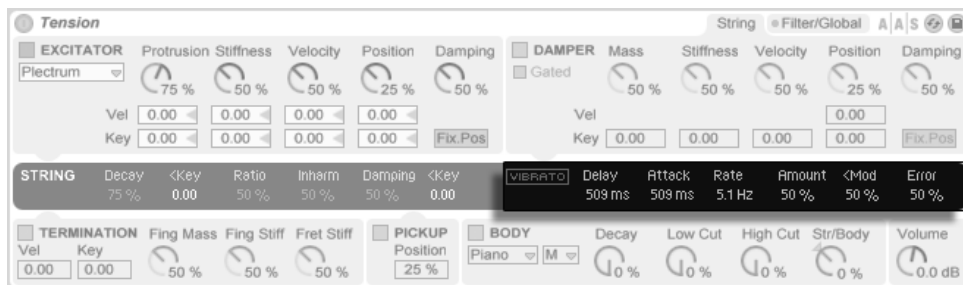 Tension String Filter/Global A A S
EXCITATOR Protrusion Stiffness Velocity Position Damping
Plectrum 75 % 50 % 50 % 25 % 50 %
Vel 0.00 0.00 0.00 0.00
Key 0.00 0.00 0.00 0.00 Fix.Pos
DAMPER Mass Stiffness Velocity Position Damping
Gated 50 % 50 % 50 % 25 % 50 %
Vel 0.00
Key 0.00 0.00 0.00 0.00 Fix.Pos
STRING Decay <Key Ratio Inharm Damping <Key
75 % 0.00 50 % 50 % 50 % 0.00
VIBRATO Delay Attack Rate Amount <Mod Error
509 ms 509 ms 5.1 Hz 50 % 50 % 50 %
TERMINATION Fing Mass Fing Stiff Fret Stiff
Vel Key
0.00 0.00 50 % 50 % 50 %
PICKUP
Position
25 %
BODY Decay Low Cut High Cut Str/Body
Piano M 0 % 0 % 0 % 0 %
Volume
0.0 dB